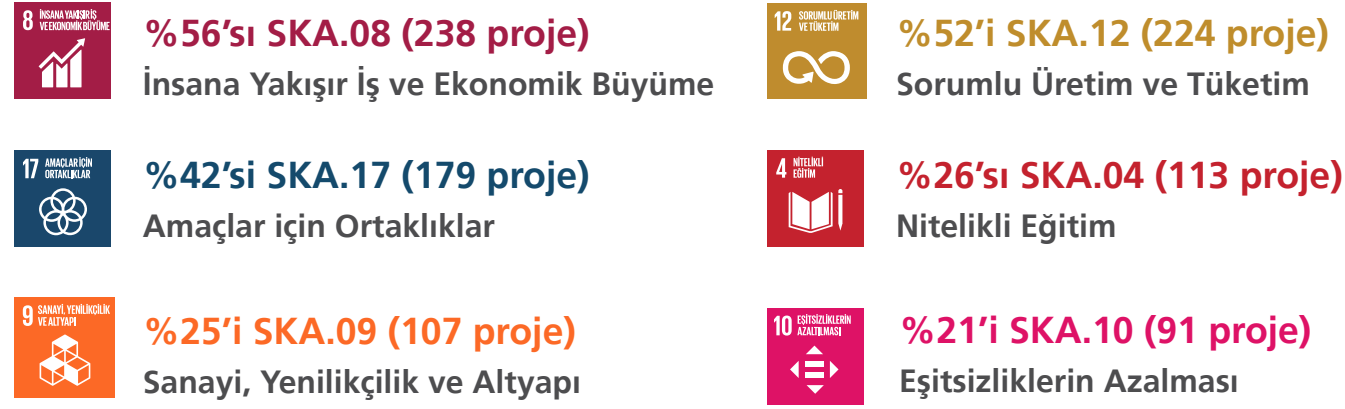 8 İNSANA YAKIŞIR İŞ
VE EKONOMİK BÜYÜME
%56’sı SKA.08 (238 proje)
İnsana Yakışır İş ve Ekonomik Büyüme
12 SORUMLU ÜRETİM
VE TÜKETİM
%52’i SKA.12 (224 proje)
Sorumlu Üretim ve Tüketim
17 AMAÇLAR İÇİN
ORTAKLIKLAR
%42’si SKA.17 (179 proje)
Amaçlar için Ortaklıklar
4 NİTELİKLİ
EĞİTİM
%26’sı SKA.04 (113 proje)
Nitelikli Eğitim
9 SANAYİ, YENİLİKÇİLİK
VE ALTYAPI
%25’i SKA.09 (107 proje)
Sanayi, Yenilikçilik ve Altyapı
10 EŞİTSİZLİKLERİN
AZALTILMASI
%21’i SKA.10 (91 proje)
Eşitsizliklerin Azalması